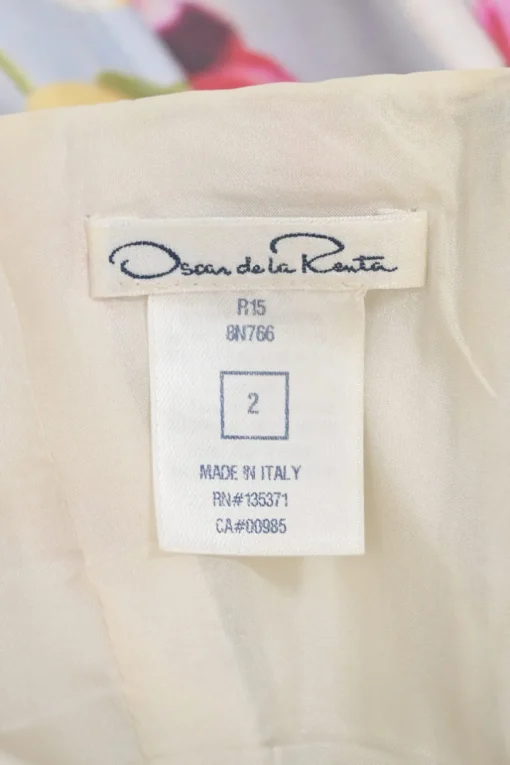 Oscar de la Renta
R15
8N766
2
MADE IN ITALY
RN#135371
CA#00985